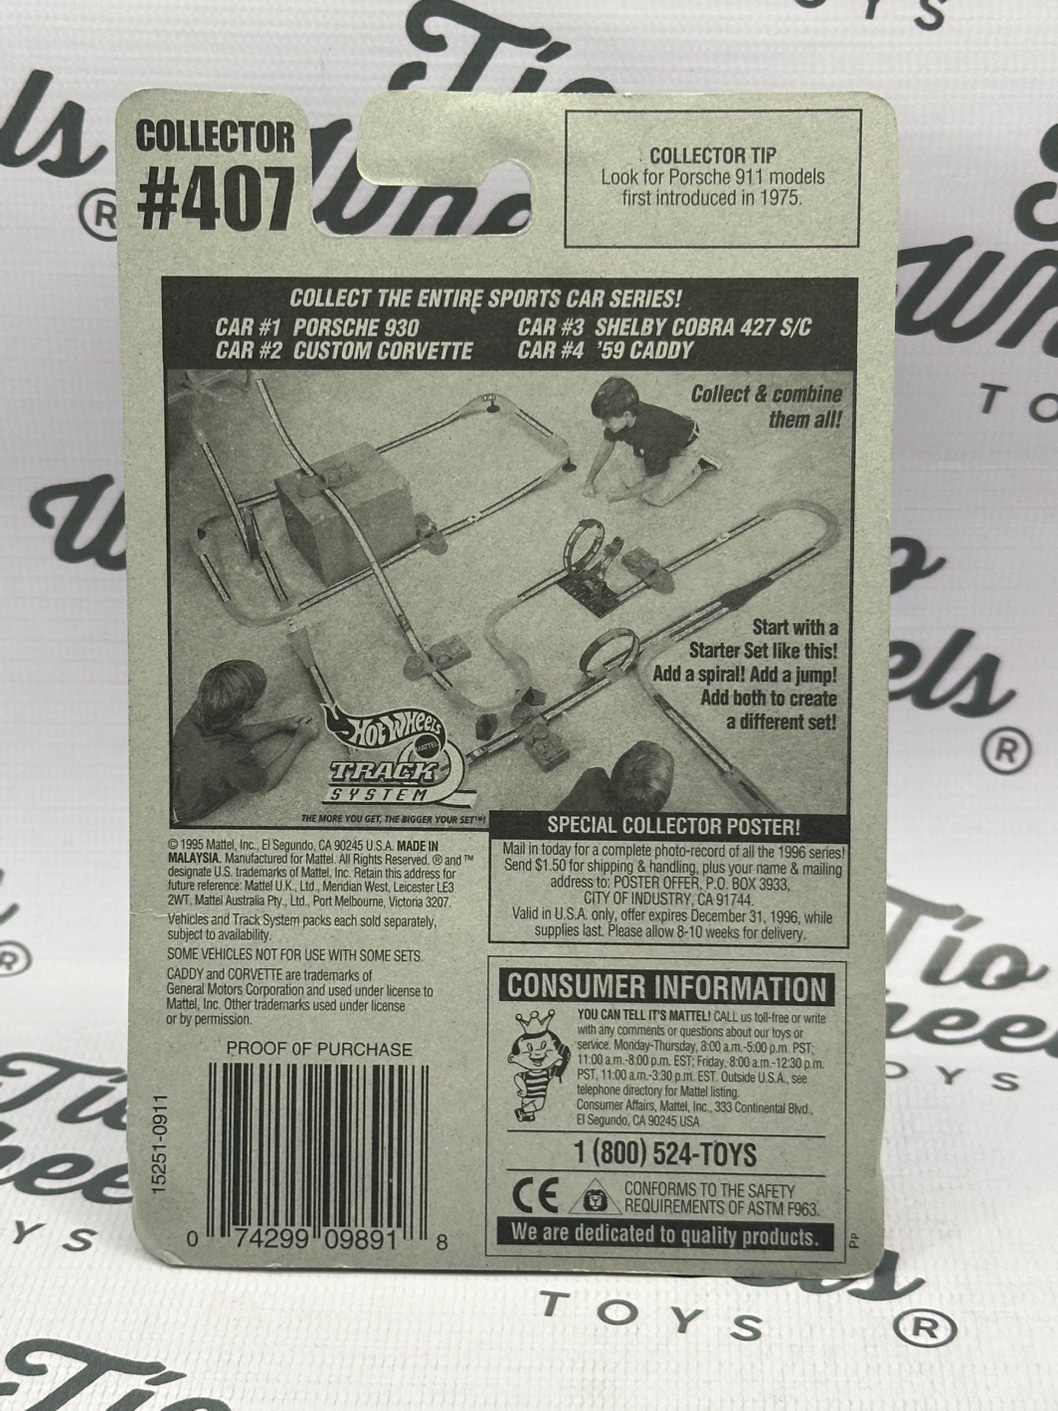 COLLECTOR
#407
COLLECTOR TIP
Look for Porsche 911 models
first introduced in 1975.
COLLECT THE ENTIRE SPORTS CAR SERIES!
CAR #1 PORSCHE 930
CAR #2 CUSTOM CORVETTE
CAR #3 SHELBY COBRA 427 S/C
CAR #4 '59 CADDY
Collect & combine
them all!
Start with a
Starter Set like this!
Add a spiral! Add a jump!
Add both to create
a different set!
HOT WHEELS
MATTEL
TRACK
SYSTEM
THE MORE YOU GET, THE BIGGER YOUR SET™!
© 1995 Mattel, Inc., El Segundo, CA 90245 U.S.A. MADE IN
MALAYSIA. Manufactured for Mattel. All Rights Reserved. ® and ™
designate U.S. trademarks of Mattel, Inc. Retain this address for
future reference: Mattel U.K., Ltd., Meridian West, Leicester LE3
2WT. Mattel Australia Pty., Ltd., Port Melbourne, Victoria 3207.
Vehicles and Track System packs each sold separately,
subject to availability.
SOME VEHICLES NOT FOR USE WITH SOME SETS.
CADDY and CORVETTE are trademarks of
General Motors Corporation and used under license to
Mattel, Inc. Other trademarks used under license
or by permission.
PROOF OF PURCHASE
15251-0911
0 74299 09891 8
SPECIAL COLLECTOR POSTER!
Mail in today for a complete photo-record of all the 1996 series!
Send $1.50 for shipping & handling, plus your name & mailing
address to: POSTER OFFER, P.O. BOX 3933,
CITY OF INDUSTRY, CA 91744.
Valid in U.S.A. only, offer expires December 31, 1996, while
supplies last. Please allow 8-10 weeks for delivery.
CONSUMER INFORMATION
YOU CAN TELL IT'S MATTEL! CALL us toll-free or write
with any comments or questions about our toys or
service. Monday-Thursday, 8:00 a.m.-5:00 p.m. PST;
11:00 a.m.-8:00 p.m. EST; Friday, 8:00 a.m.-12:30 p.m.
PST, 11:00 a.m.-3:30 p.m. EST. Outside U.S.A., see
telephone directory for Mattel listing.
Consumer Affairs, Mattel, Inc., 333 Continental Blvd.,
El Segundo, CA 90245 USA
1 (800) 524-TOYS
CE
CONFORMS TO THE SAFETY
REQUIREMENTS OF ASTM F963.
We are dedicated to quality products.
PP
Tio
Wheels
TOYS
®